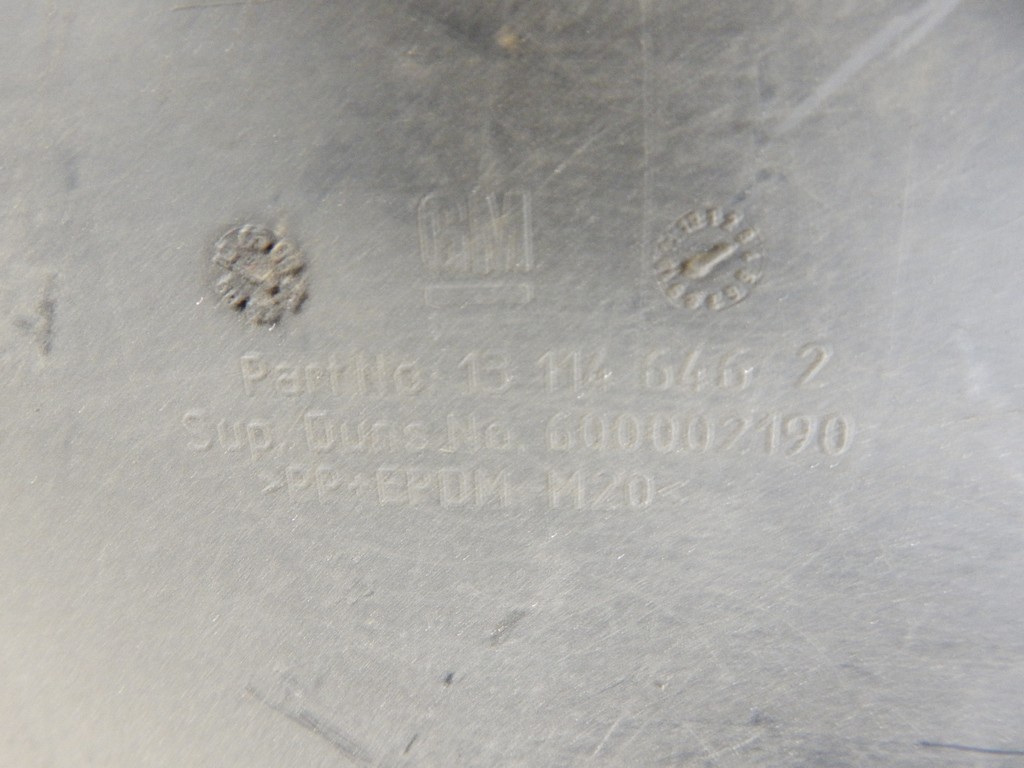 GM
Part No. 13 114 646 2
Sup. Duns.No. 600002190
>PP+EPDM M20<